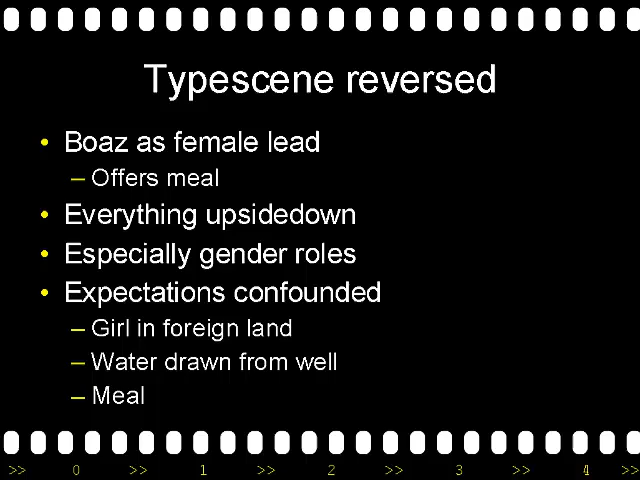 Typescene reversed
• Boaz as female lead
– Offers meal
• Everything upsidedown
• Especially gender roles
• Expectations confounded
– Girl in foreign land
– Water drawn from well
– Meal
>> 0 >> 1 >> 2 >> 3 >> 4 >>